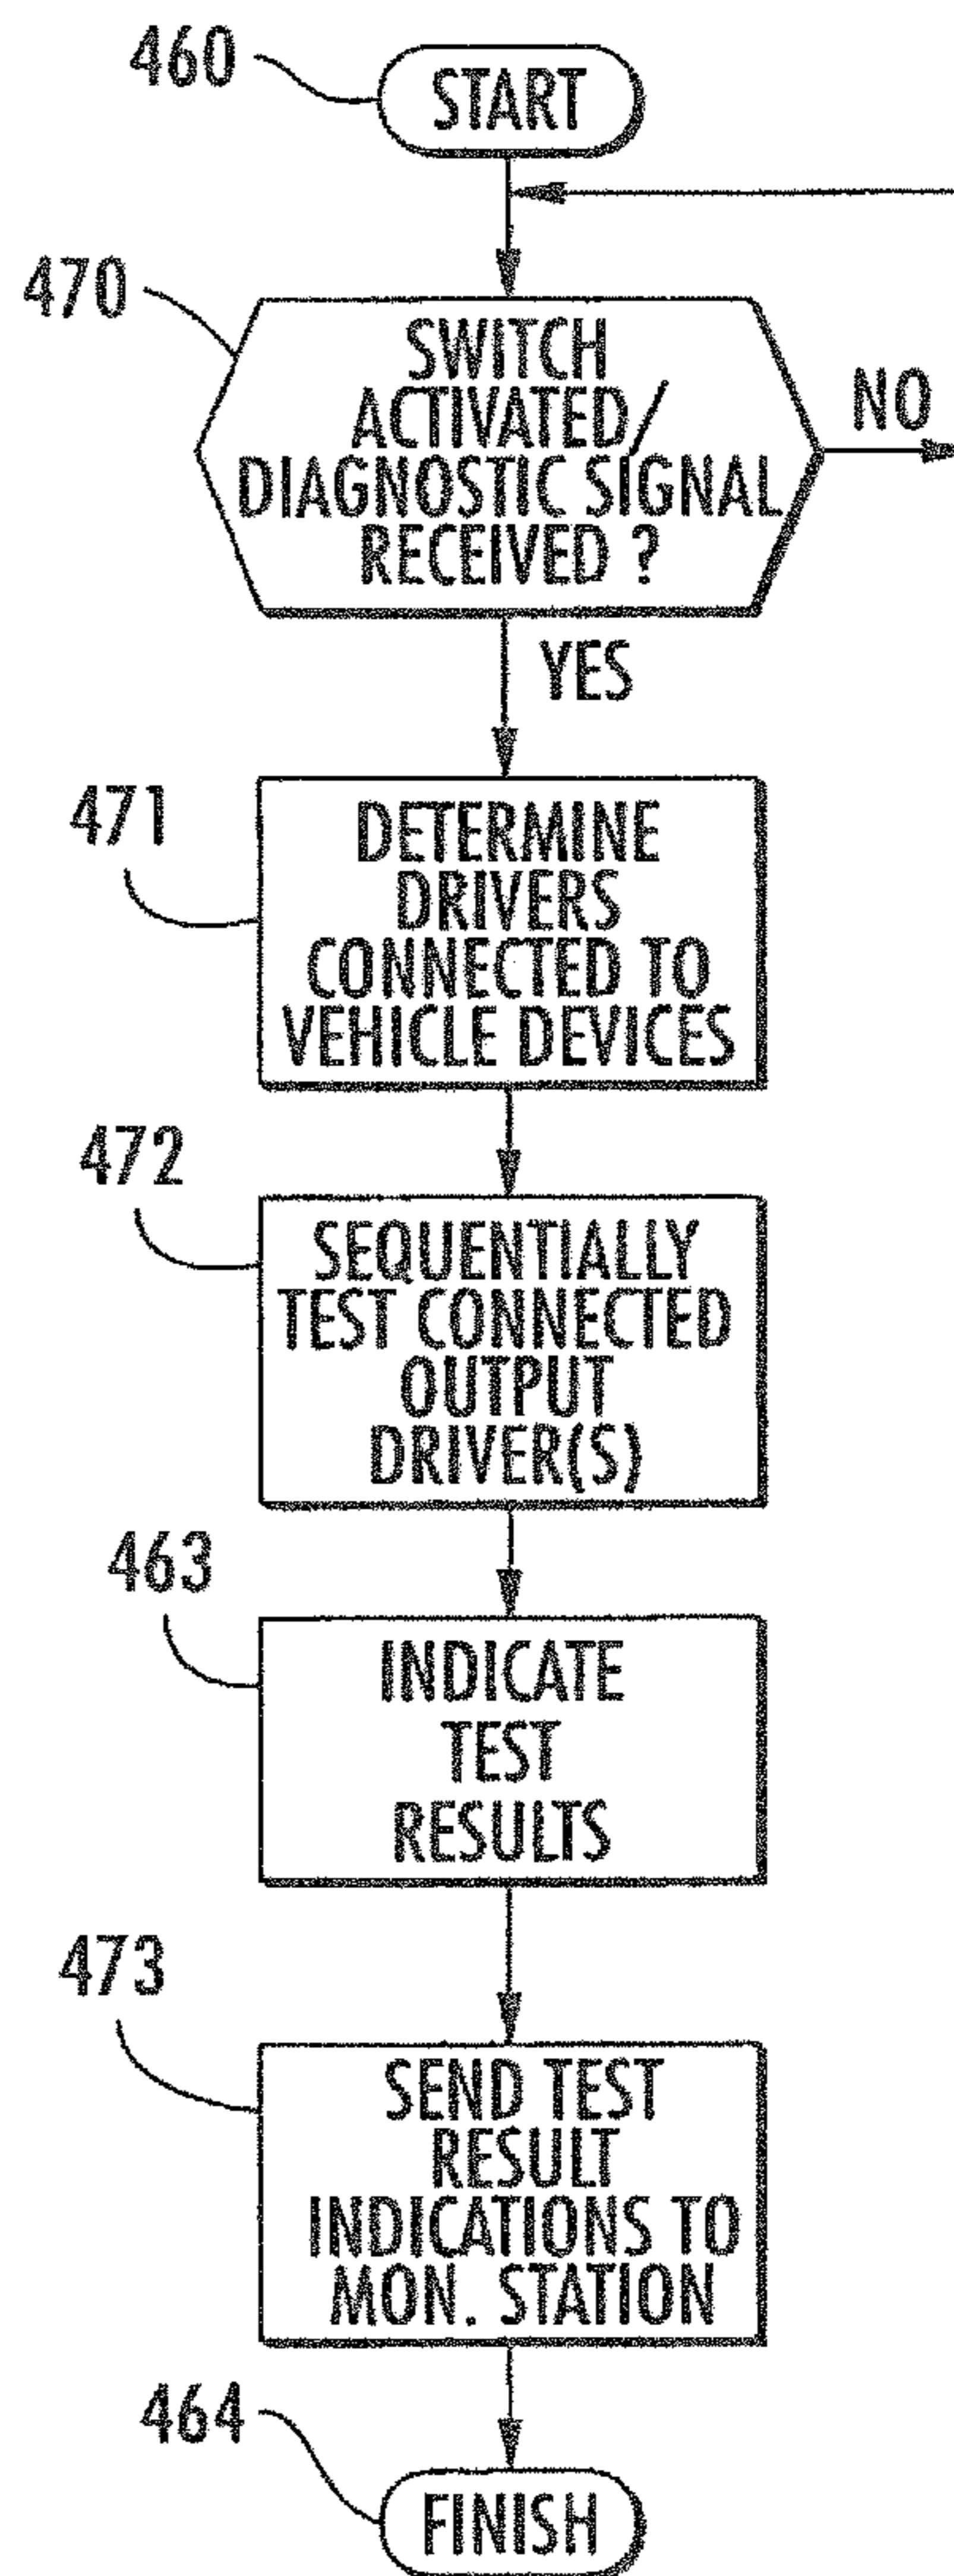 460
START
470
SWITCH
ACTIVATED/
DIAGNOSTIC SIGNAL
RECEIVED ?
NO
YES
471
DETERMINE
DRIVERS
CONNECTED TO
VEHICLE DEVICES
472
SEQUENTIALLY
TEST CONNECTED
OUTPUT
DRIVER(S)
463
INDICATE
TEST
RESULTS
473
SEND TEST
RESULT
INDICATIONS TO
MON. STATION
464
FINISH